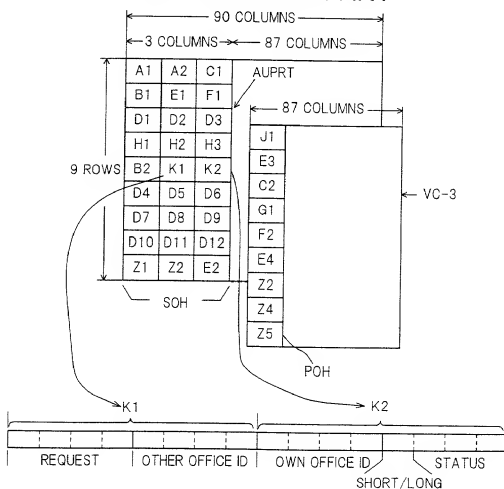 90 COLUMNS
3 COLUMNS 87 COLUMNS
A1 A2 C1 AUPRT
B1 E1 F1
87 COLUMNS
D1 D2 D3
J1
H1 H2 H3
E3
9 ROWS B2 K1 K2
C2
VC-3
D4 D5 D6
G1
D7 D8 D9
F2
D10 D11 D12
E4
Z1 Z2 E2
Z2
SOH
Z4
Z5
POH
K1 K2
REQUEST OTHER OFFICE ID OWN OFFICE ID STATUS
SHORT/LONG